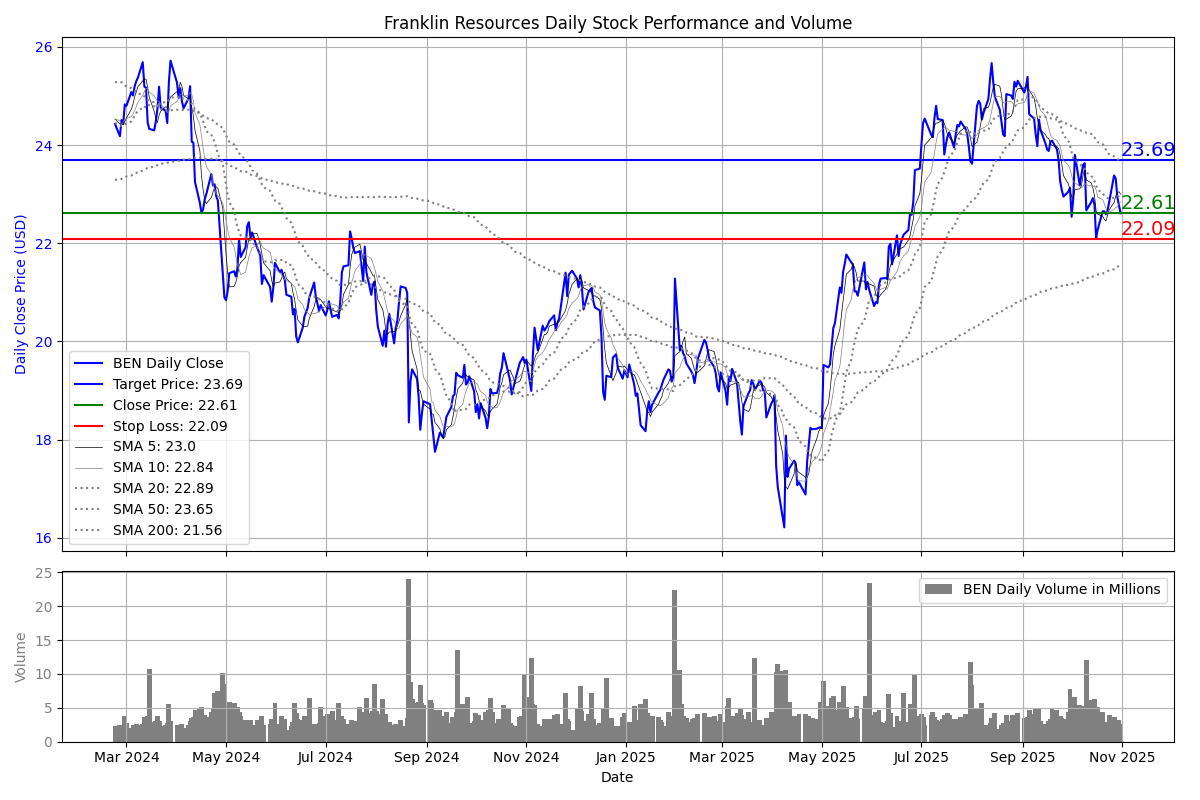 Franklin Resources Daily Stock Performance and Volume
26
24
22
20
18
16
Daily Close Price (USD)
23.69
22.61
22.09
BEN Daily Close
Target Price: 23.69
Close Price: 22.61
Stop Loss: 22.09
SMA 5: 23.0
SMA 10: 22.84
SMA 20: 22.89
SMA 50: 23.65
SMA 200: 21.56
25
20
15
10
5
0
Volume
BEN Daily Volume in Millions
Mar 2024 May 2024 Jul 2024 Sep 2024 Nov 2024 Jan 2025 Mar 2025 May 2025 Jul 2025 Sep 2025 Nov 2025
Date